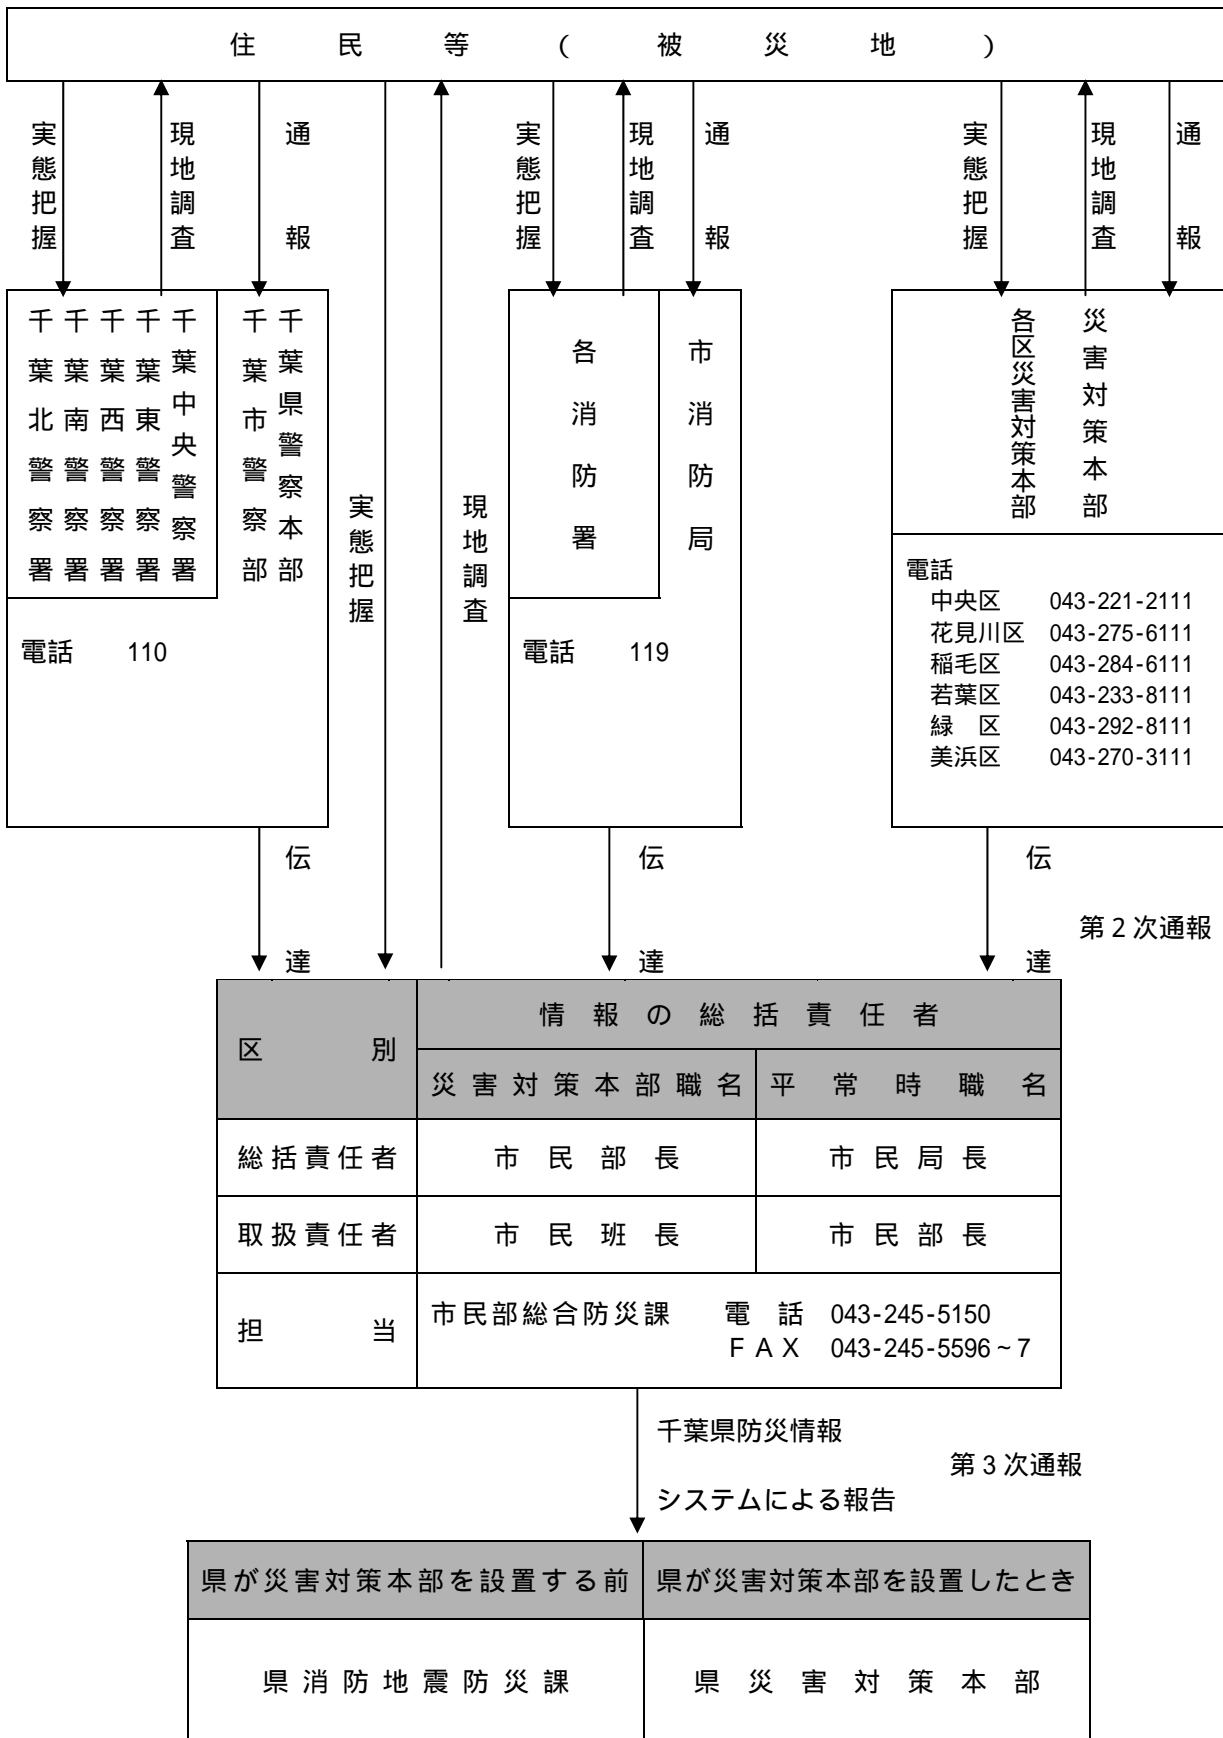 住民等(被災地)
実態把握
現地調査
通報
実態把握
現地調査
通報
実態把握
現地調査
通報
千葉中央警察署
千葉東警察署
千葉西警察署
千葉南警察署
千葉北警察署
千葉県警察本部
千葉市警察部
電話 110
実態把握
現地調査
各消防署
市消防局
電話 119
災害対策本部
各区災害対策本部
電話
中央区 043-221-2111
花見川区 043-275-6111
稲毛区 043-284-6111
若葉区 043-233-8111
緑 区 043-292-8111
美浜区 043-270-3111
伝達
伝達
伝達
第2次通報
区別
情報の総括責任者
災害対策本部職名 平常時職名
総括責任者 市民部長 市民局長
取扱責任者 市民班長 市民部長
担当 市民部総合防災課 電話 043-245-5150
FAX 043-245-5596~7
千葉県防災情報
第3次通報
システムによる報告
県が災害対策本部を設置する前 県が災害対策本部を設置したとき
県消防地震防災課 県災害対策本部